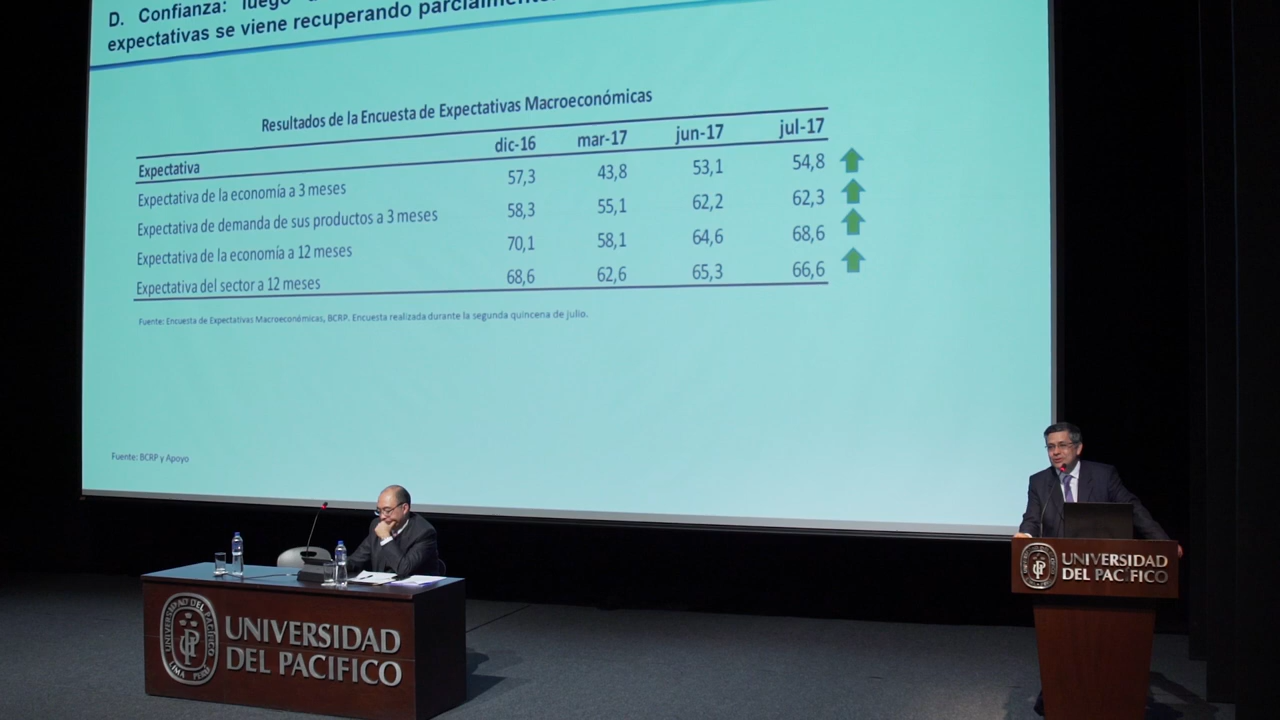 D. Confianza: luego
expectativas se viene recuperando parcialmente.
Resultados de la Encuesta de Expectativas Macroeconómicas
Expectativa dic-16 mar-17 jun-17 jul-17
Expectativa de la economía a 3 meses 57,3 43,8 53,1 54,8
Expectativa de demanda de sus productos a 3 meses 58,3 55,1 62,2 62,3
Expectativa de la economía a 12 meses 70,1 58,1 64,6 68,6
Expectativa del sector a 12 meses 68,6 62,6 65,3 66,6
Fuente: Encuesta de Expectativas Macroeconómicas, BCRP. Encuesta realizada durante la segunda quincena de julio.
Fuente: BCRP y Apoyo
UNIVERSIDAD DEL PACIFICO
LIMA PERU
UNIVERSIDAD
DEL PACIFICO
UNIVERSIDAD
DEL PACIFICO